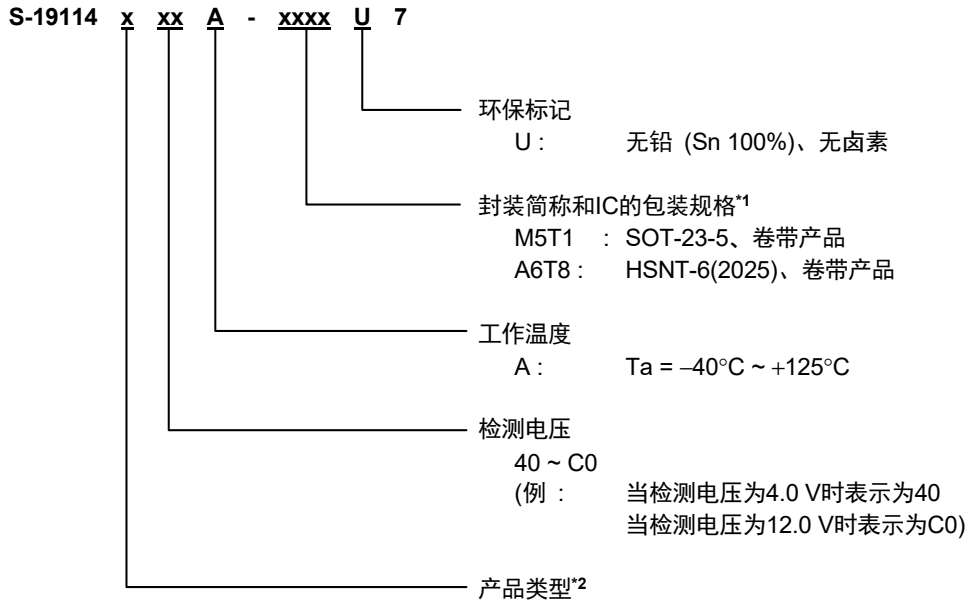 S-19114 x xx A - xxxx U 7
环保标记
U : 无铅 (Sn 100%)、无卤素
封装简称和IC的包装规格*1
M5T1 : SOT-23-5、卷带产品
A6T8 : HSNT-6(2025)、卷带产品
工作温度
A : Ta = −40°C ~ +125°C
检测电压
40 ~ C0
(例 : 当检测电压为4.0 V时表示为40
当检测电压为12.0 V时表示为C0)
产品类型*2